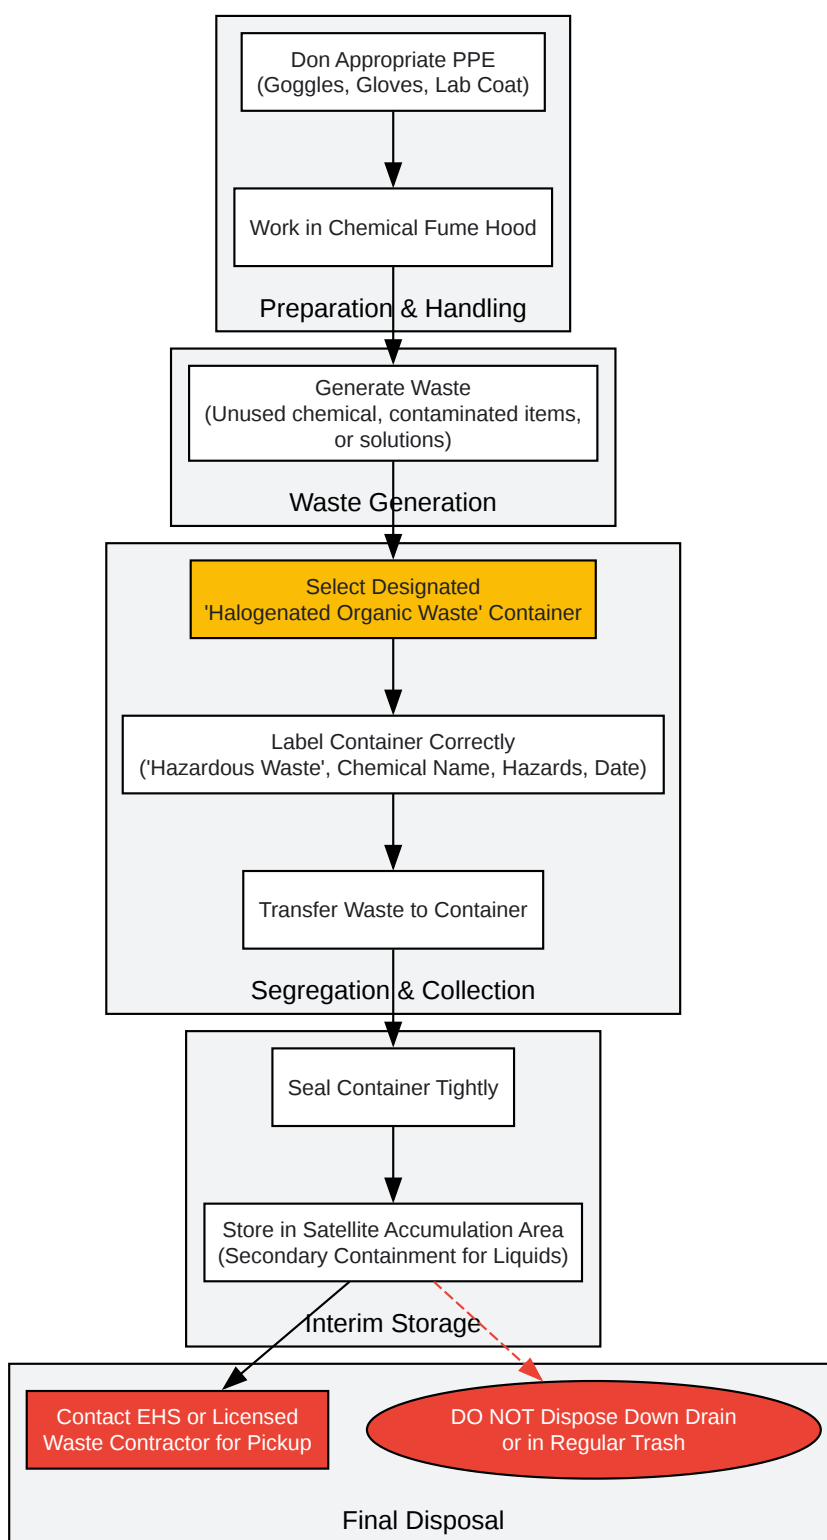 Don Appropriate PPE
(Goggles, Gloves, Lab Coat)
Work in Chemical Fume Hood
Preparation & Handling
Generate Waste
(Unused chemical, contaminated items,
or solutions)
Waste Generation
Select Designated
'Halogenated Organic Waste' Container
Label Container Correctly
('Hazardous Waste', Chemical Name, Hazards, Date)
Transfer Waste to Container
Segregation & Collection
Seal Container Tightly
Store in Satellite Accumulation Area
(Secondary Containment for Liquids)
Interim Storage
Contact EHS or Licensed
Waste Contractor for Pickup
DO NOT Dispose Down Drain
or in Regular Trash
Final Disposal